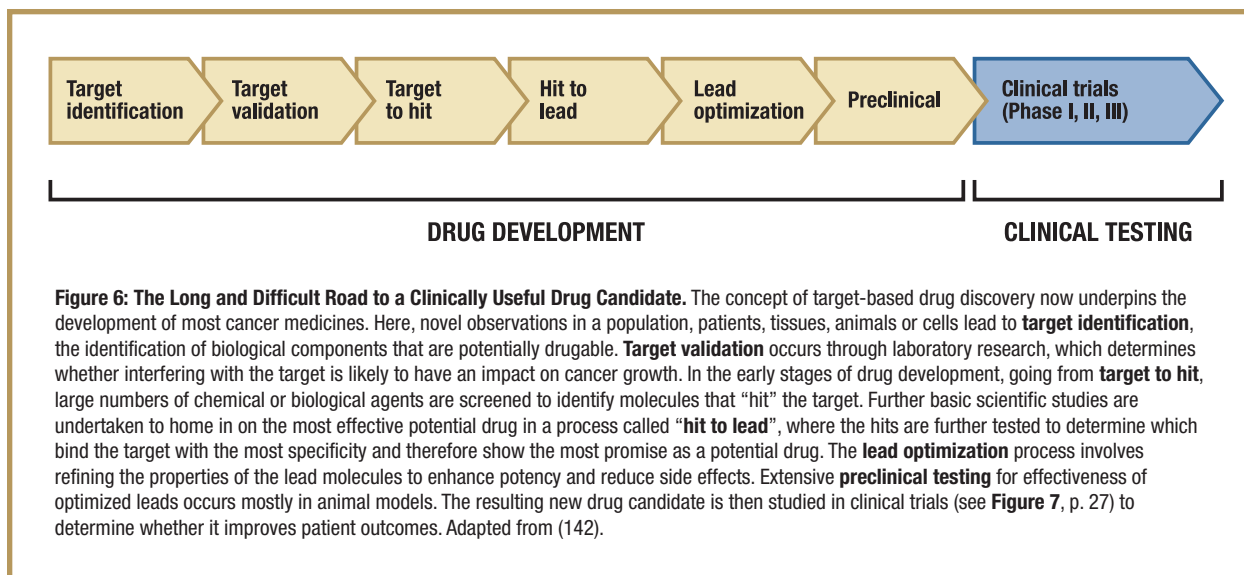 Target
identification
Target
validation
Target
to hit
Hit to
lead
Lead
optimization
Preclinical
Clinical trials
(Phase I, II, III)
DRUG DEVELOPMENT
CLINICAL TESTING
Figure 6: The Long and Difficult Road to a Clinically Useful Drug Candidate. The concept of target-based drug discovery now underpins the
development of most cancer medicines. Here, novel observations in a population, patients, tissues, animals or cells lead to target identification,
the identification of biological components that are potentially drugable. Target validation occurs through laboratory research, which determines
whether interfering with the target is likely to have an impact on cancer growth. In the early stages of drug development, going from target to hit,
large numbers of chemical or biological agents are screened to identify molecules that “hit” the target. Further basic scientific studies are
undertaken to home in on the most effective potential drug in a process called “hit to lead”, where the hits are further tested to determine which
bind the target with the most specificity and therefore show the most promise as a potential drug. The lead optimization process involves
refining the properties of the lead molecules to enhance potency and reduce side effects. Extensive preclinical testing for effectiveness of
optimized leads occurs mostly in animal models. The resulting new drug candidate is then studied in clinical trials (see Figure 7, p. 27) to
determine whether it improves patient outcomes. Adapted from (142).